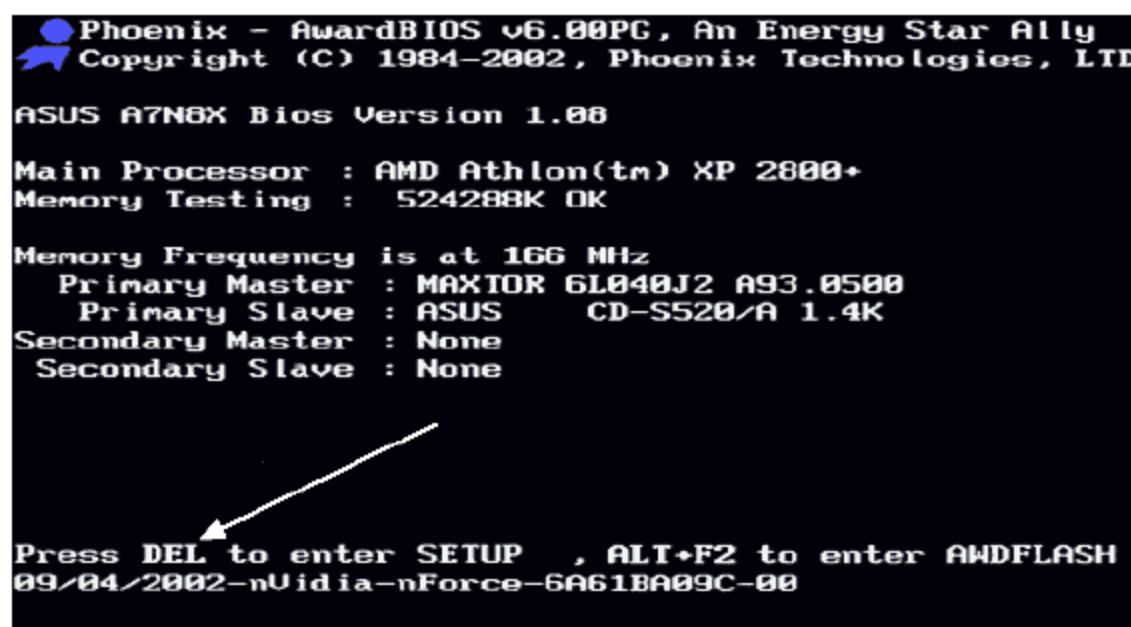 Phoenix - AwardBIOS v6.00PG, An Energy Star Ally
Copyright (C) 1984-2002, Phoenix Technologies, LTD
ASUS A7N8X Bios Version 1.08
Main Processor : AMD Athlon(tm) XP 2800+
Memory Testing : 524288K OK
Memory Frequency is at 166 MHz
Primary Master : MAXTOR 6L040J2 A93.0500
Primary Slave : ASUS CD-S520/A 1.4K
Secondary Master : None
Secondary Slave : None
Press DEL to enter SETUP , ALT+F2 to enter AWDFLASH
09/04/2002-nVidia-nForce-6A61BA09C-00